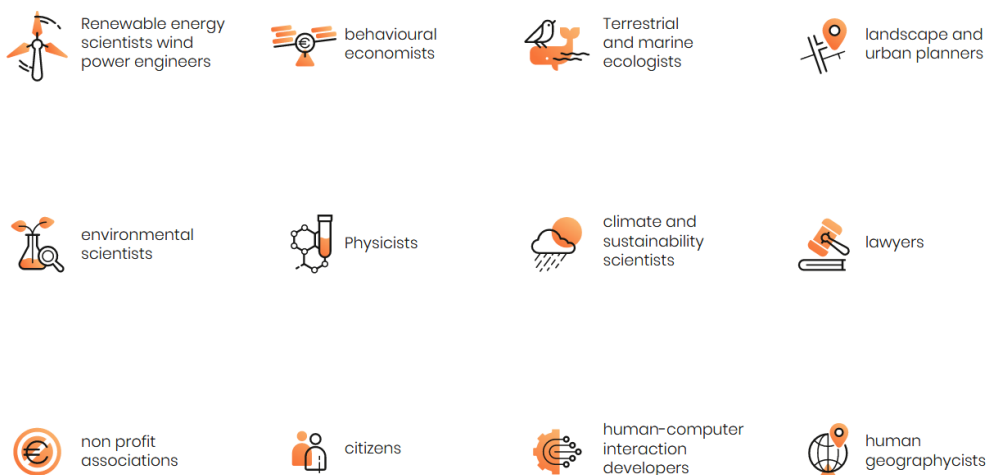 Renewable energy
scientists wind
power engineers
behavioural
economists
Terrestrial
and marine
ecologists
landscape and
urban planners
environmental
scientists
Physicists
climate and
sustainability
scientists
lawyers
non profit
associations
citizens
human-computer
interaction
developers
human
geographycists